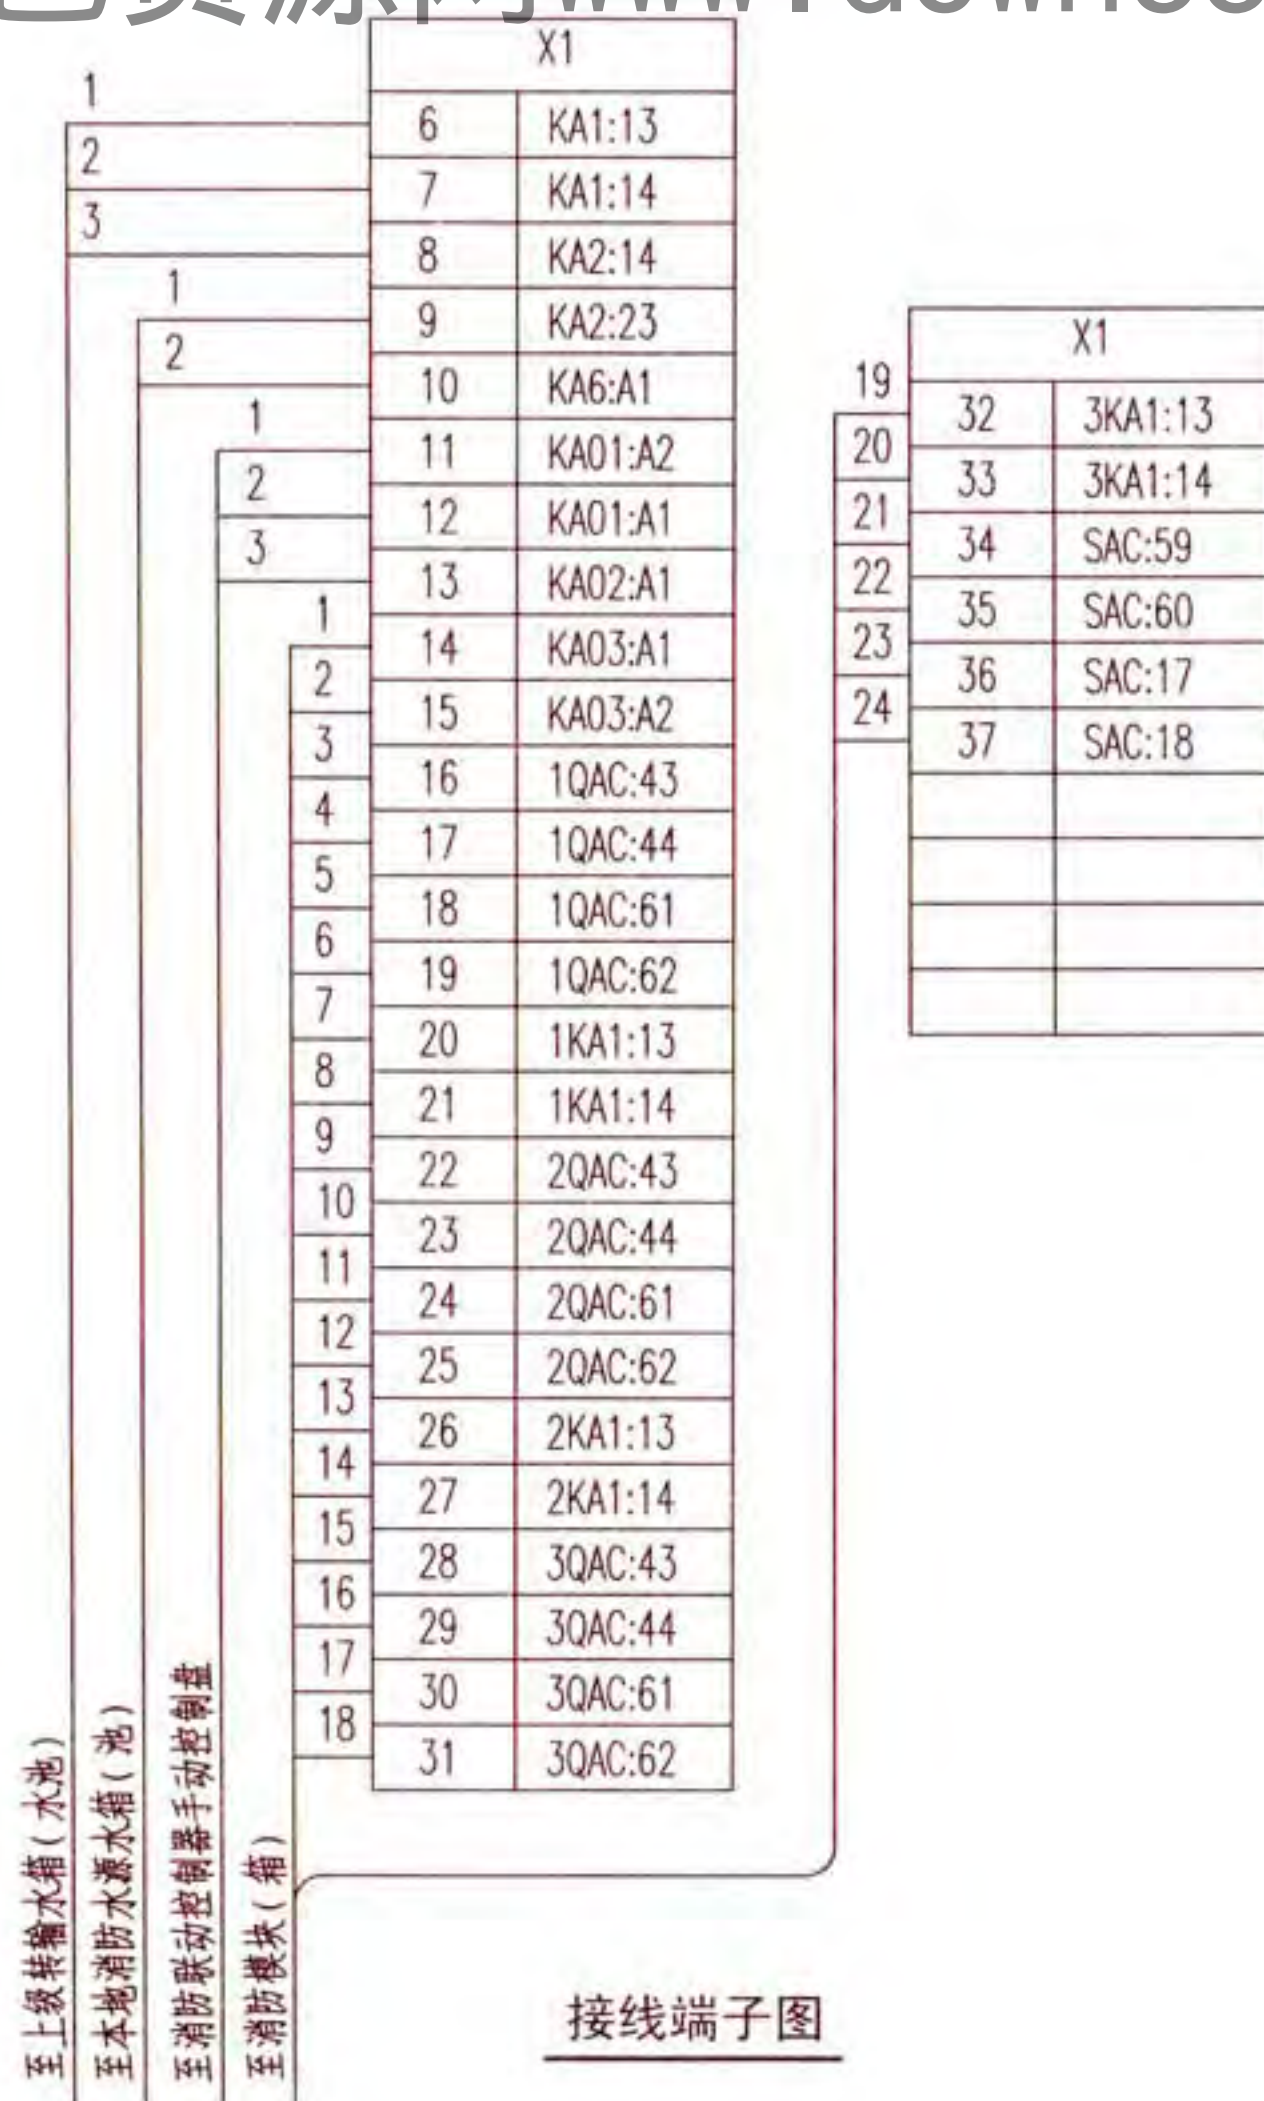 资源网www.
X1
1
6 KA1:13
2
7 KA1:14
3
8 KA2:14
1
9 KA2:23
2
10 KA6:A1
1
11 KA01:A2
2
12 KA01:A1
3
13 KA02:A1
1
14 KA03:A1
2
15 KA03:A2
3
16 1QAC:43
4
17 1QAC:44
5
18 1QAC:61
6
19 1QAC:62
7
20 1KA1:13
8
21 1KA1:14
9
22 2QAC:43
10
23 2QAC:44
11
24 2QAC:61
12
25 2QAC:62
13
26 2KA1:13
14
27 2KA1:14
15
28 3QAC:43
16
29 3QAC:44
17
30 3QAC:61
18
31 3QAC:62
X1
19
32 3KA1:13
20
33 3KA1:14
21
34 SAC:59
22
35 SAC:60
23
36 SAC:17
24
37 SAC:18
至上级转输水箱(水池)
至本地消防水源水箱(池)
至消防联动控制器手动控制盘
至消防模块(箱)
接线端子图